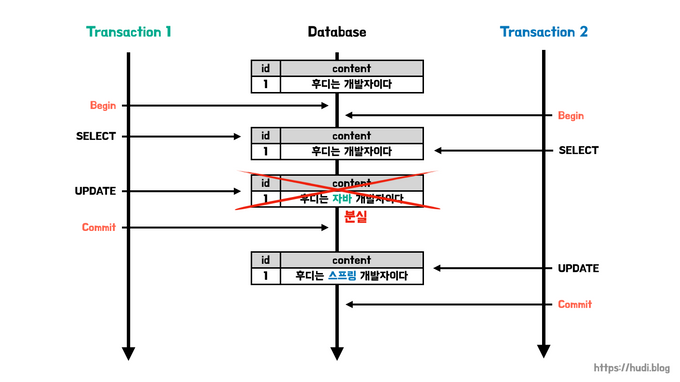 Transaction 1
Database
Transaction 2
id content
1 후디는 개발자이다
Begin
Begin
id content
1 후디는 개발자이다
SELECT
SELECT
id content
1 후디는 자바 개발자이다
UPDATE
분실
Commit
id content
1 후디는 스프링 개발자이다
UPDATE
Commit
https://hudi.blog